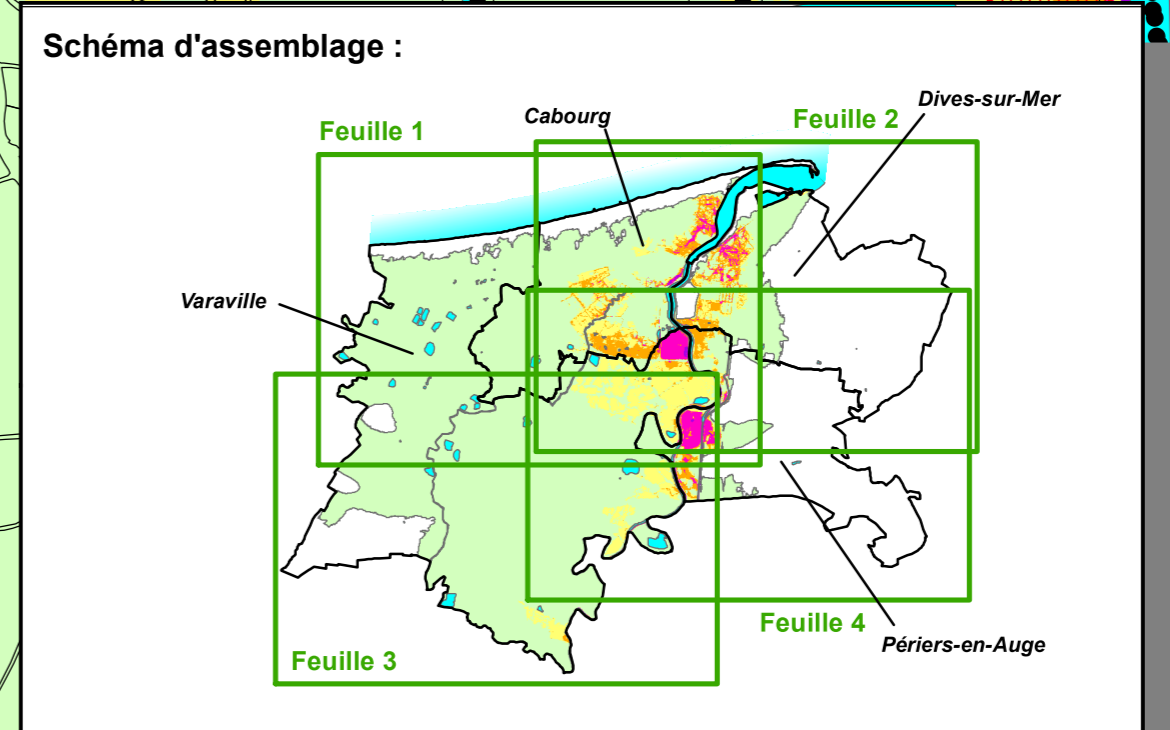 Schéma d'assemblage :
Dives-sur-Mer
Cabourg
Feuille 2
Feuille 1
Varaville
Feuille 4
Périers-en-Auge
Feuille 3